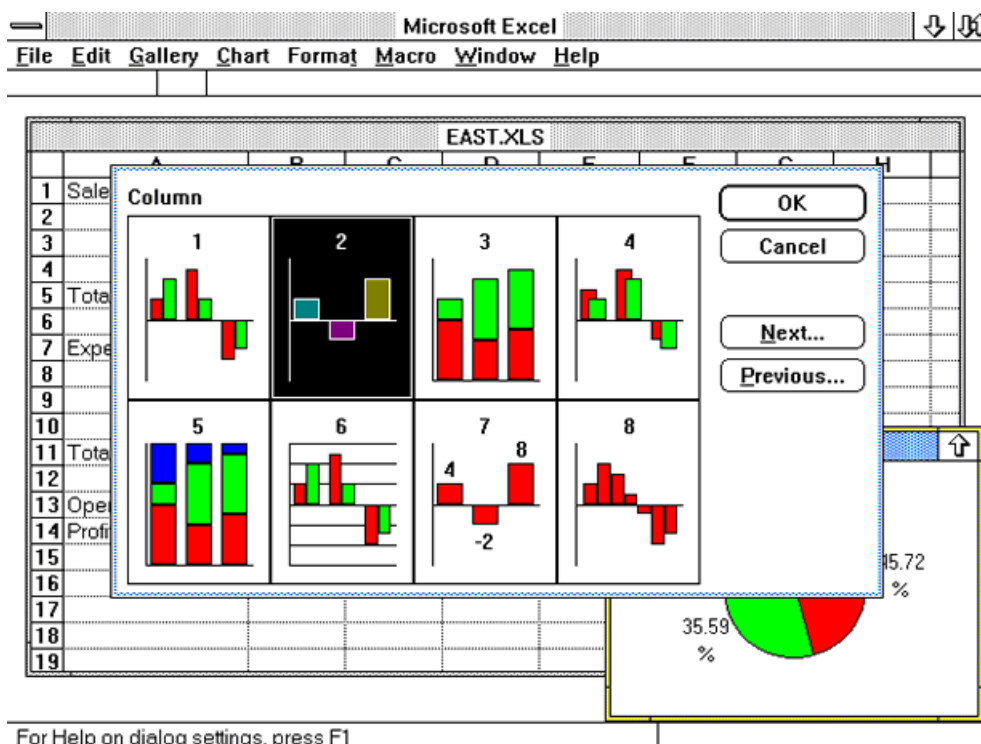 Microsoft Excel
File Edit Gallery Chart Format Macro Window Help
EAST.XLS
A B C D E F G H
Column
OK
Cancel
Next...
Previous...
1 2 3 4
5 6 7 8
4 8
-2
1 Sale
2
3
4
5 Tota
6
7 Expe
8
9
10
11 Tota
12
13 Oper
14 Profi
15
16
17
18
19
45.72
%
35.59
%
For Help on dialog settings, press F1